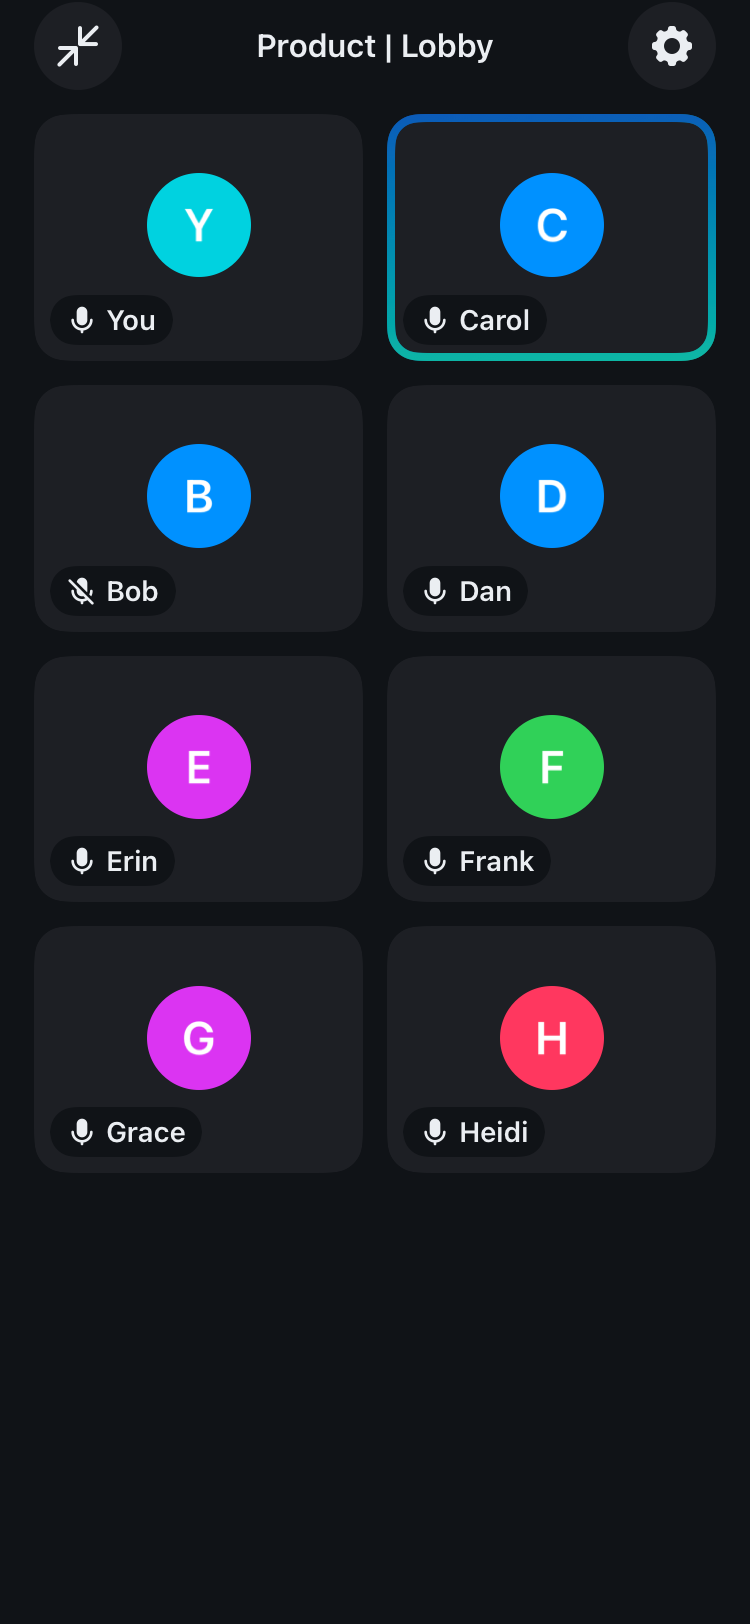 Product | Lobby
Y
You
C
Carol
B
Bob
D
Dan
E
Erin
F
Frank
G
Grace
H
Heidi